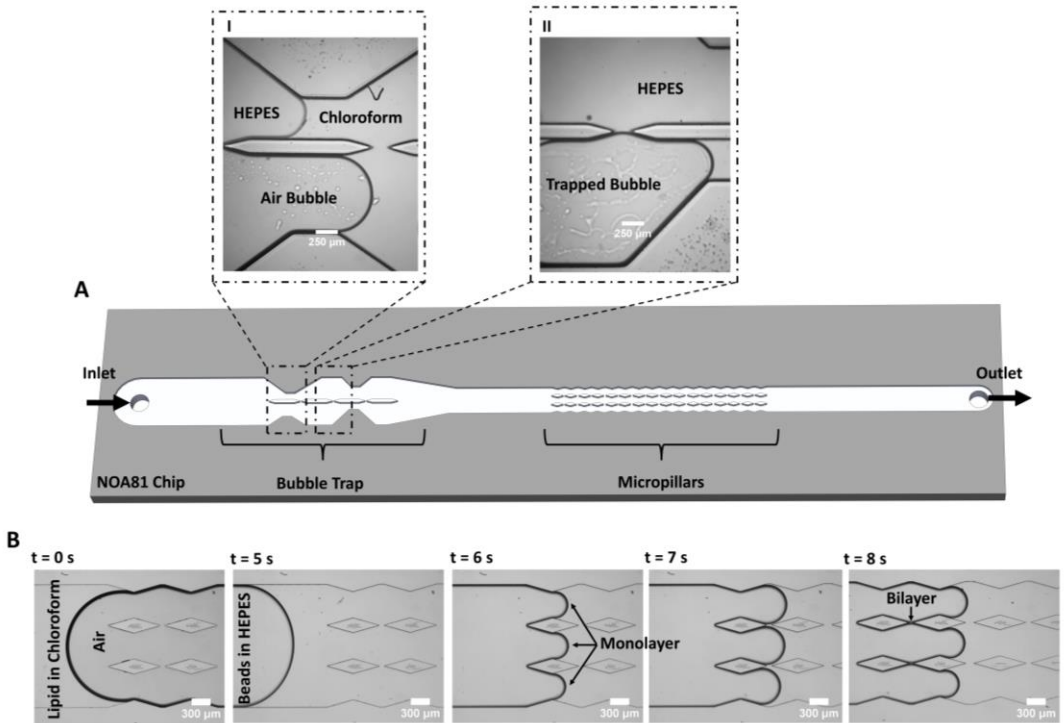 I
HEPES
Chloroform
Air Bubble
250 µm
II
HEPES
Trapped Bubble
250 µm
A
Inlet
Outlet
NOA81 Chip
Bubble Trap
Micropillars
B
t = 0 s
Lipid in Chloroform
Air
300 µm
t = 5 s
Beads in HEPES
300 µm
t = 6 s
Monolayer
300 µm
t = 7 s
300 µm
t = 8 s
Bilayer
300 µm